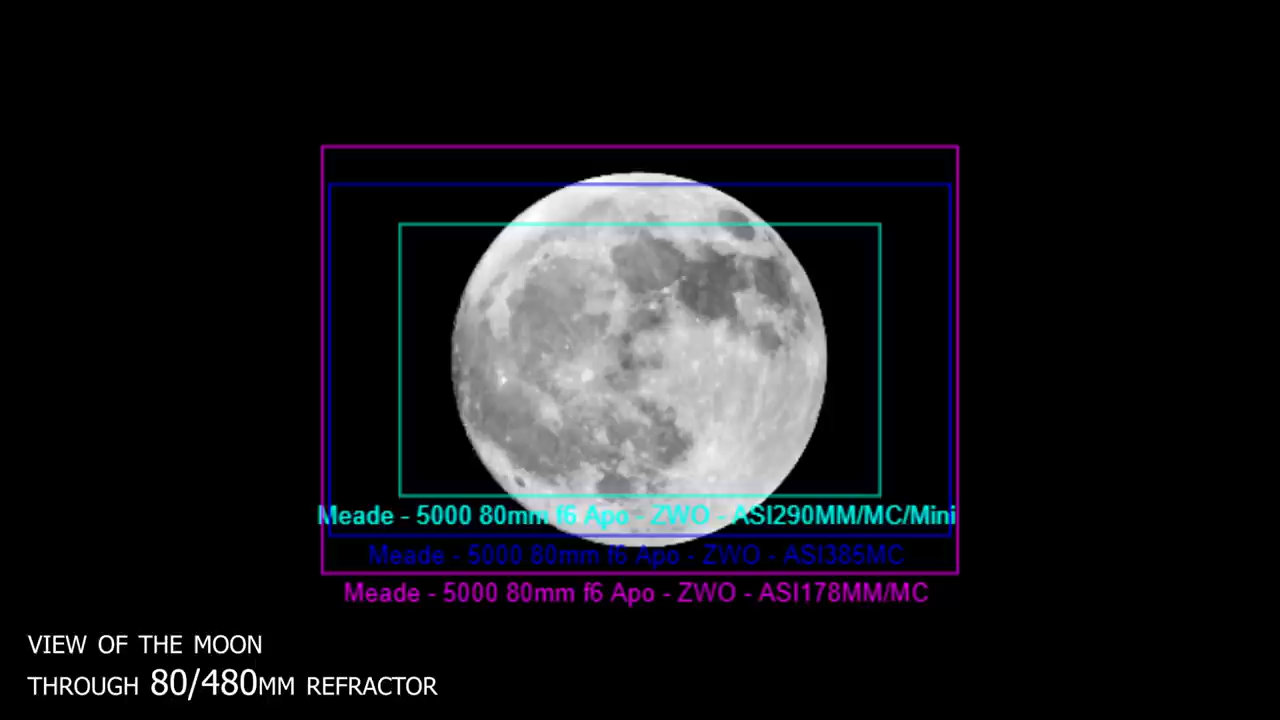 Meade - 5000 80mm f6 Apo - ZWO - ASI290MM/MC/Mini
Meade - 5000 80mm f6 Apo - ZWO - ASI385MC
Meade - 5000 80mm f6 Apo - ZWO - ASI178MM/MC
VIEW OF THE MOON
THROUGH 80/480MM REFRACTOR